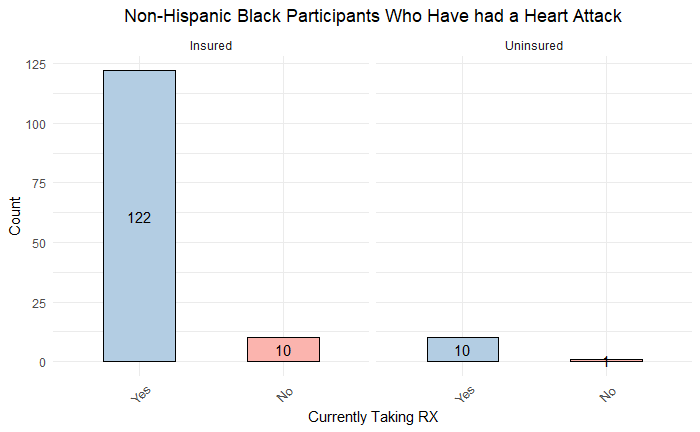 Non-Hispanic Black Participants Who Have had a Heart Attack
Insured
Uninsured
125
100
75
50
25
0
Count
122
10
10
1
Yes
No
Yes
No
Currently Taking RX